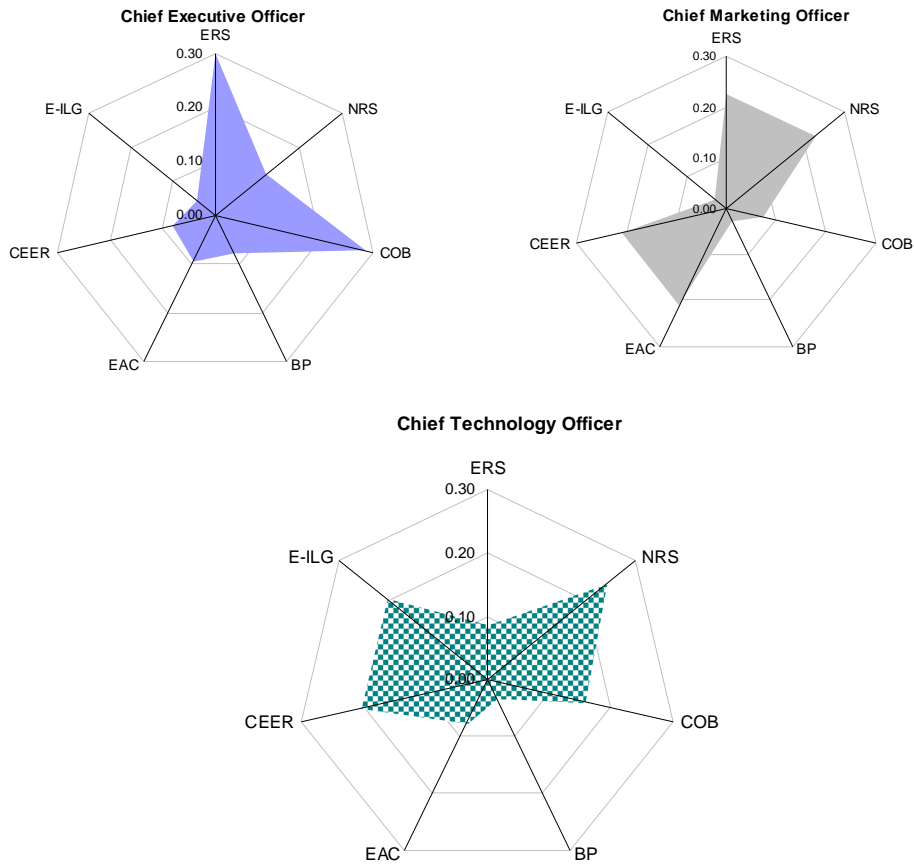 Chief Executive Officer
ERS
0.30
E-ILG
NRS
0.20
0.10
0.00
CEER
COB
EAC
BP
Chief Marketing Officer
ERS
0.30
E-ILG
NRS
0.20
0.10
0.00
CEER
COB
EAC
BP
Chief Technology Officer
ERS
0.30
E-ILG
NRS
0.20
0.10
0.00
CEER
COB
EAC
BP